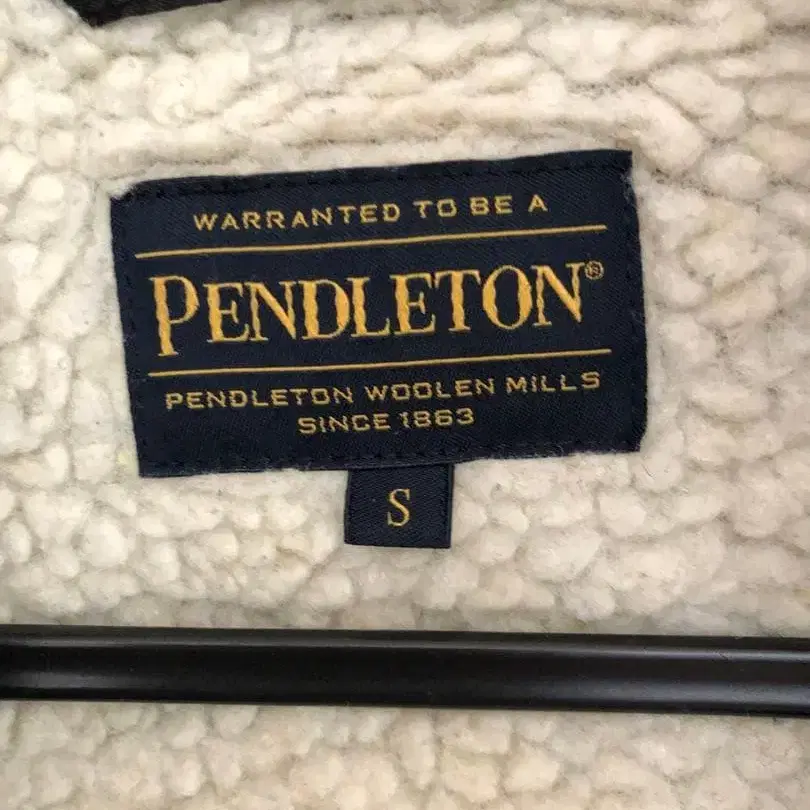 WARRANTED TO BE A
PENDLETON®
PENDLETON WOOLEN MILLS
SINCE 1863
S